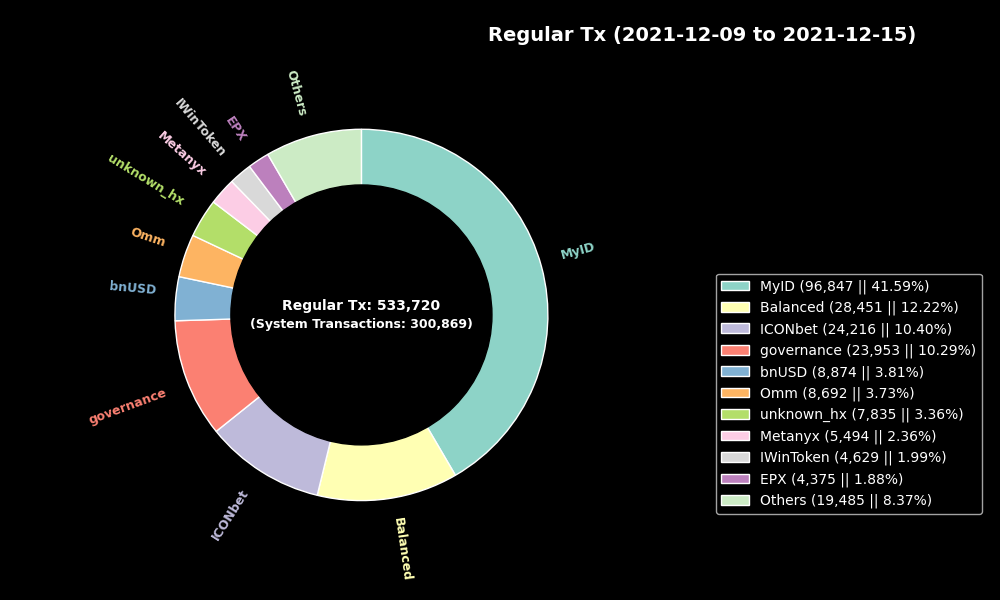 Regular Tx (2021-12-09 to 2021-12-15)
Others
EPX
IWinToken
Metanyx
unknown_hx
Omm
bnUSD
governance
ICONbet
Balanced
MyID
Regular Tx: 533,720
(System Transactions: 300,869)
MyID (96,847 || 41.59%)
Balanced (28,451 || 12.22%)
ICONbet (24,216 || 10.40%)
governance (23,953 || 10.29%)
bnUSD (8,874 || 3.81%)
Omm (8,692 || 3.73%)
unknown_hx (7,835 || 3.36%)
Metanyx (5,494 || 2.36%)
IWinToken (4,629 || 1.99%)
EPX (4,375 || 1.88%)
Others (19,485 || 8.37%)